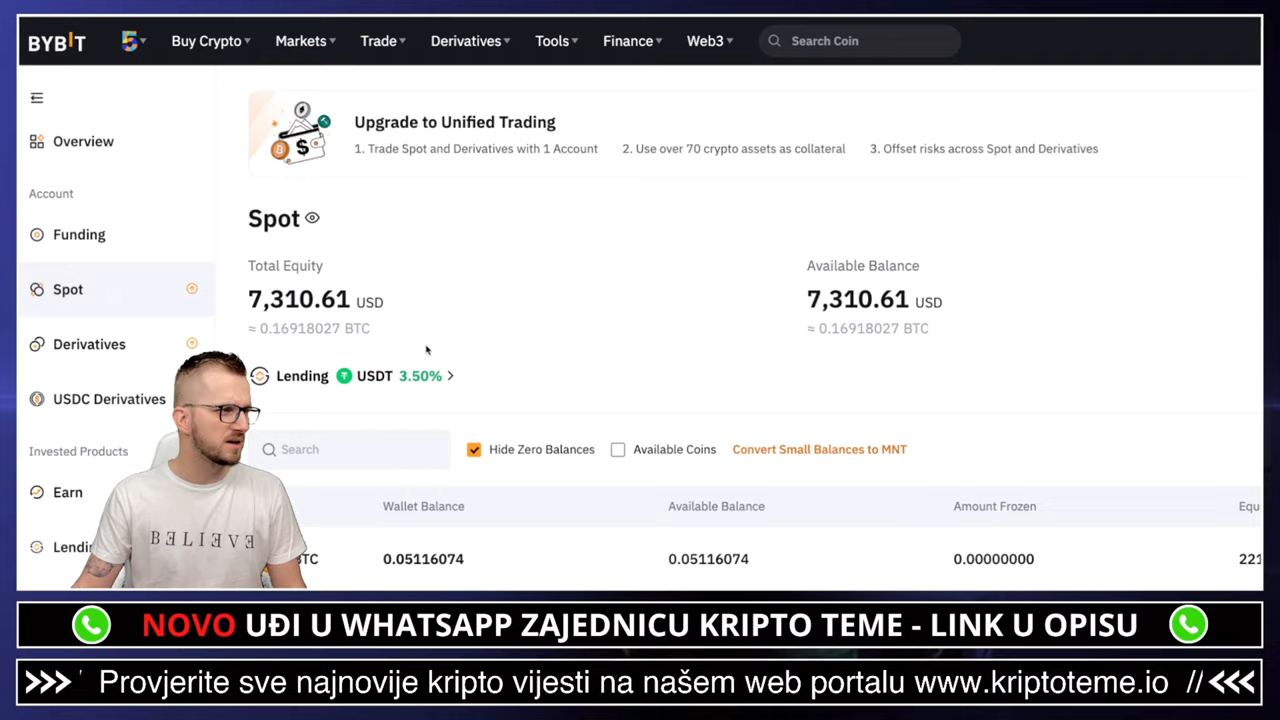 BYBIT 5 Buy Crypto Markets Trade Derivatives Tools Finance Web3 Search Coin
Overview
Account
Funding
Spot
Derivatives
USDC Derivatives
Invested Products
Earn
Lendi
Upgrade to Unified Trading
1. Trade Spot and Derivatives with 1 Account 2. Use over 70 crypto assets as collateral 3. Offset risks across Spot and Derivatives
Spot
Total Equity Available Balance
7,310.61 USD 7,310.61 USD
≈ 0.16918027 BTC ≈ 0.16918027 BTC
Lending USDT 3.50% >
Search Hide Zero Balances Available Coins Convert Small Balances to MNT
Wallet Balance Available Balance Amount Frozen Equ
TC 0.05116074 0.05116074 0.00000000 221
BELIEVE
NOVO UĐI U WHATSAPP ZAJEDNICU KRIPTO TEME - LINK U OPISU
>>> Provjerite sve najnovije kripto vijesti na našem web portalu www.kriptoteme.io // <<<